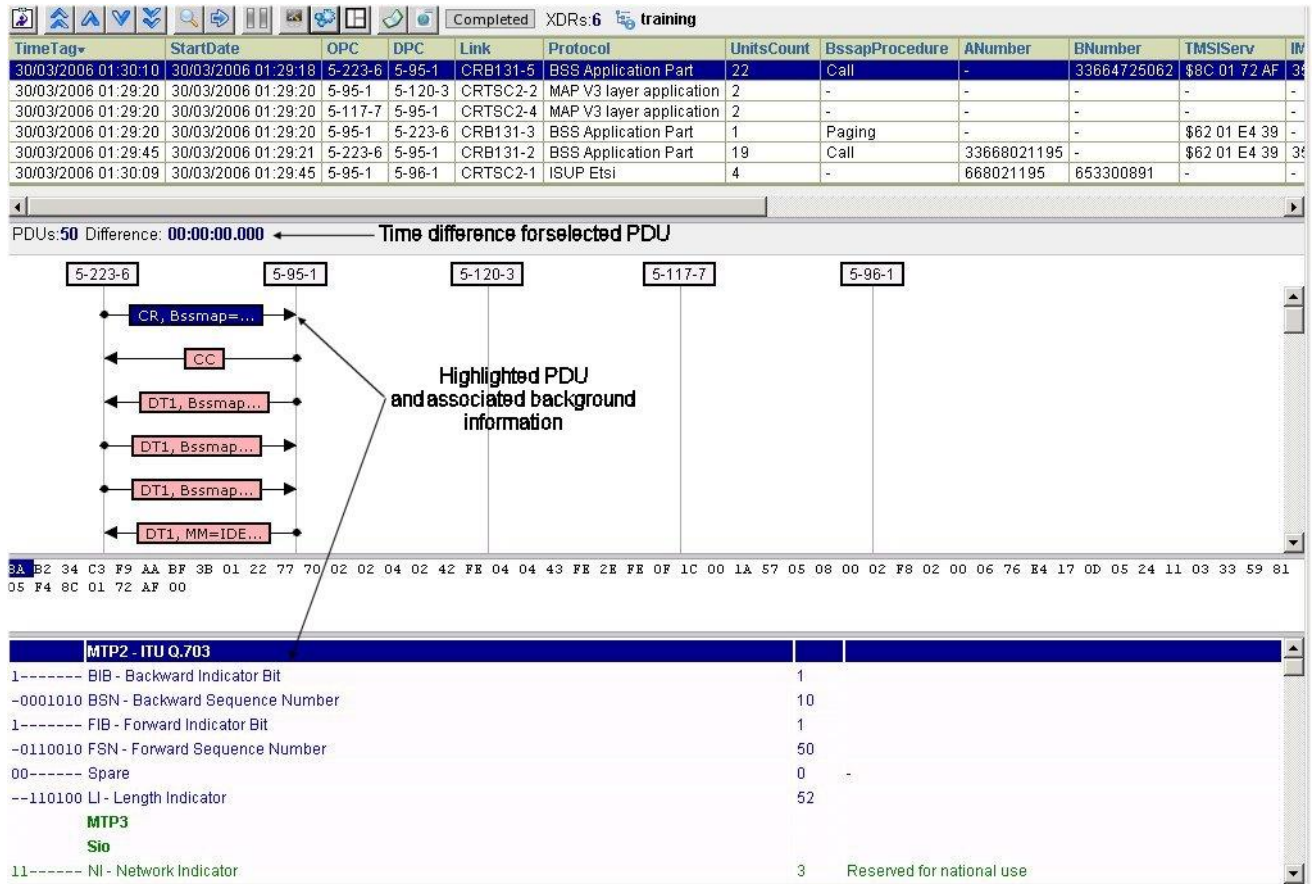 Completed XDRs:6 training
TimeTag StartDate OPC DPC Link Protocol UnitsCount BssapProcedure ANumber BNumber TMSIServ IM
30/03/2006 01:30:10 30/03/2006 01:29:18 5-223-6 5-95-1 CRB131-5 BSS Application Part 22 Call - 33664725062 $8C 01 72 AF 35
30/03/2006 01:29:20 30/03/2006 01:29:20 5-95-1 5-120-3 CRTSC2-2 MAP V3 layer application 2 - - - - -
30/03/2006 01:29:20 30/03/2006 01:29:20 5-117-7 5-95-1 CRTSC2-4 MAP V3 layer application 2 - - - - -
30/03/2006 01:29:20 30/03/2006 01:29:20 5-95-1 5-223-6 CRB131-3 BSS Application Part 1 Paging - - $62 01 E4 39 -
30/03/2006 01:29:45 30/03/2006 01:29:21 5-223-6 5-95-1 CRB131-2 BSS Application Part 19 Call 33668021195 - $62 01 E4 39 35
30/03/2006 01:30:09 30/03/2006 01:29:45 5-95-1 5-96-1 CRTSC2-1 ISUP Etsi 4 - 668021195 653300891 - -
PDUs:50 Difference: 00:00:00.000 Time difference forselected PDU
5-223-6 5-95-1 5-120-3 5-117-7 5-96-1
CR, Bssmap=...
CC
DT1, Bssmap...
DT1, Bssmap...
DT1, Bssmap...
DT1, MM=IDE...
Highlighted PDU
and associated background
information
8A B2 34 C3 F9 AA BF 3B 01 22 77 70 02 02 04 02 42 FE 04 04 43 FE 2E FE 0F 1C 00 1A 57 05 08 00 02 F8 02 00 06 76 E4 17 0D 05 24 11 03 33 59 81
05 F4 8C 01 72 AF 00
MTP2 - ITU Q.703
1------- BIB - Backward Indicator Bit 1
-0001010 BSN - Backward Sequence Number 10
1------- FIB - Forward Indicator Bit 1
-0110010 FSN - Forward Sequence Number 50
00------ Spare 0 -
--110100 LI - Length Indicator 52
MTP3
Sio
11------ NI - Network Indicator 3 Reserved for national use